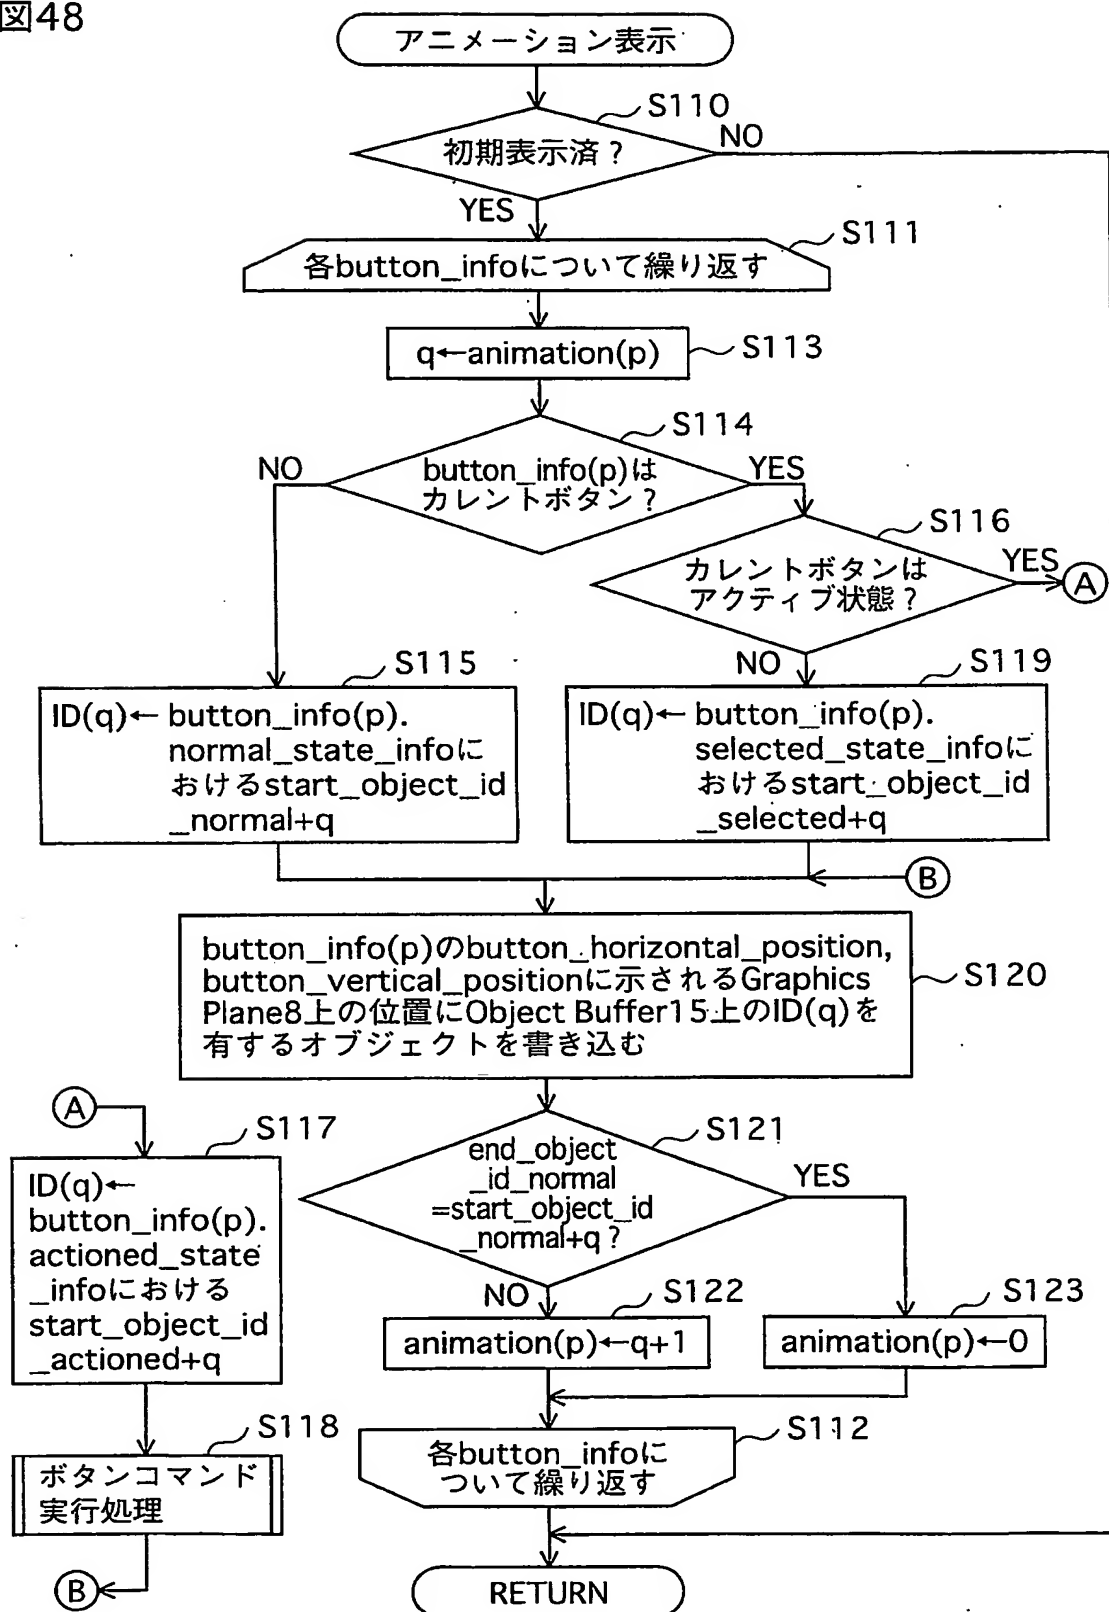 図48
アニメーション表示
S110
初期表示済？
NO
YES
S111
各button_infoについて繰り返す
q←animation(p)
S113
S114
NO
button_info(p)は
カレントボタン？
YES
S116
カレントボタンは
アクティブ状態？
YES
A
NO
S115
ID(q)← button_info(p).
normal_state_infoに
おけるstart_object_id
_normal+q
S119
ID(q)← button_info(p).
selected_state_infoに
おけるstart_object_id
_selected+q
B
button_info(p)のbutton_horizontal_position,
button_vertical_positionに示されるGraphics
Plane8上の位置にObject Buffer15上のID(q)を
有するオブジェクトを書き込む
S120
A
S117
ID(q)←
button_info(p).
actioned_state
_infoにおける
start_object_id
_actioned+q
S118
ボタンコマンド
実行処理
B
S121
end_object
_id_normal
=start_object_id
_normal+q？
YES
NO
S122
animation(p)←q+1
S123
animation(p)←0
S112
各button_infoに
ついて繰り返す
RETURN